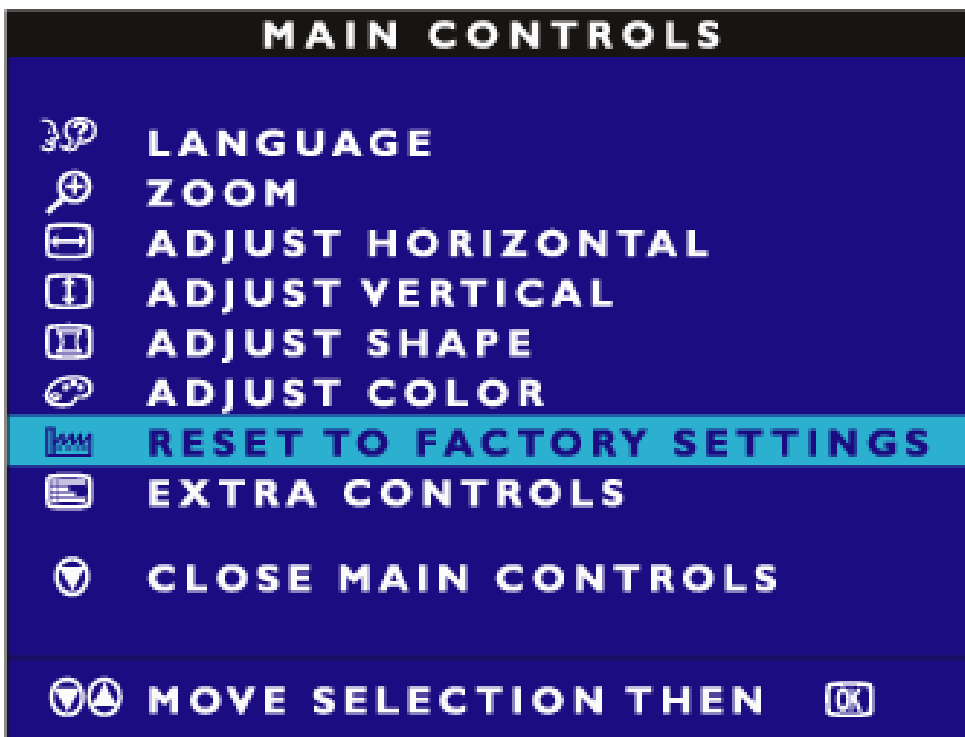 MAIN CONTROLS
LANGUAGE
ZOOM
ADJUST HORIZONTAL
ADJUST VERTICAL
ADJUST SHAPE
ADJUST COLOR
RESET TO FACTORY SETTINGS
EXTRA CONTROLS
CLOSE MAIN CONTROLS
MOVE SELECTION THEN OK